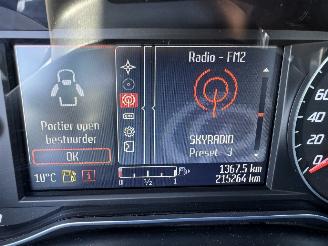 Radio - FM2
Portier open
bestuurder
OK
SKYRADIO
Preset 3
10°C
1
½
1
1367.5 km
215264 km
60
40
20
0